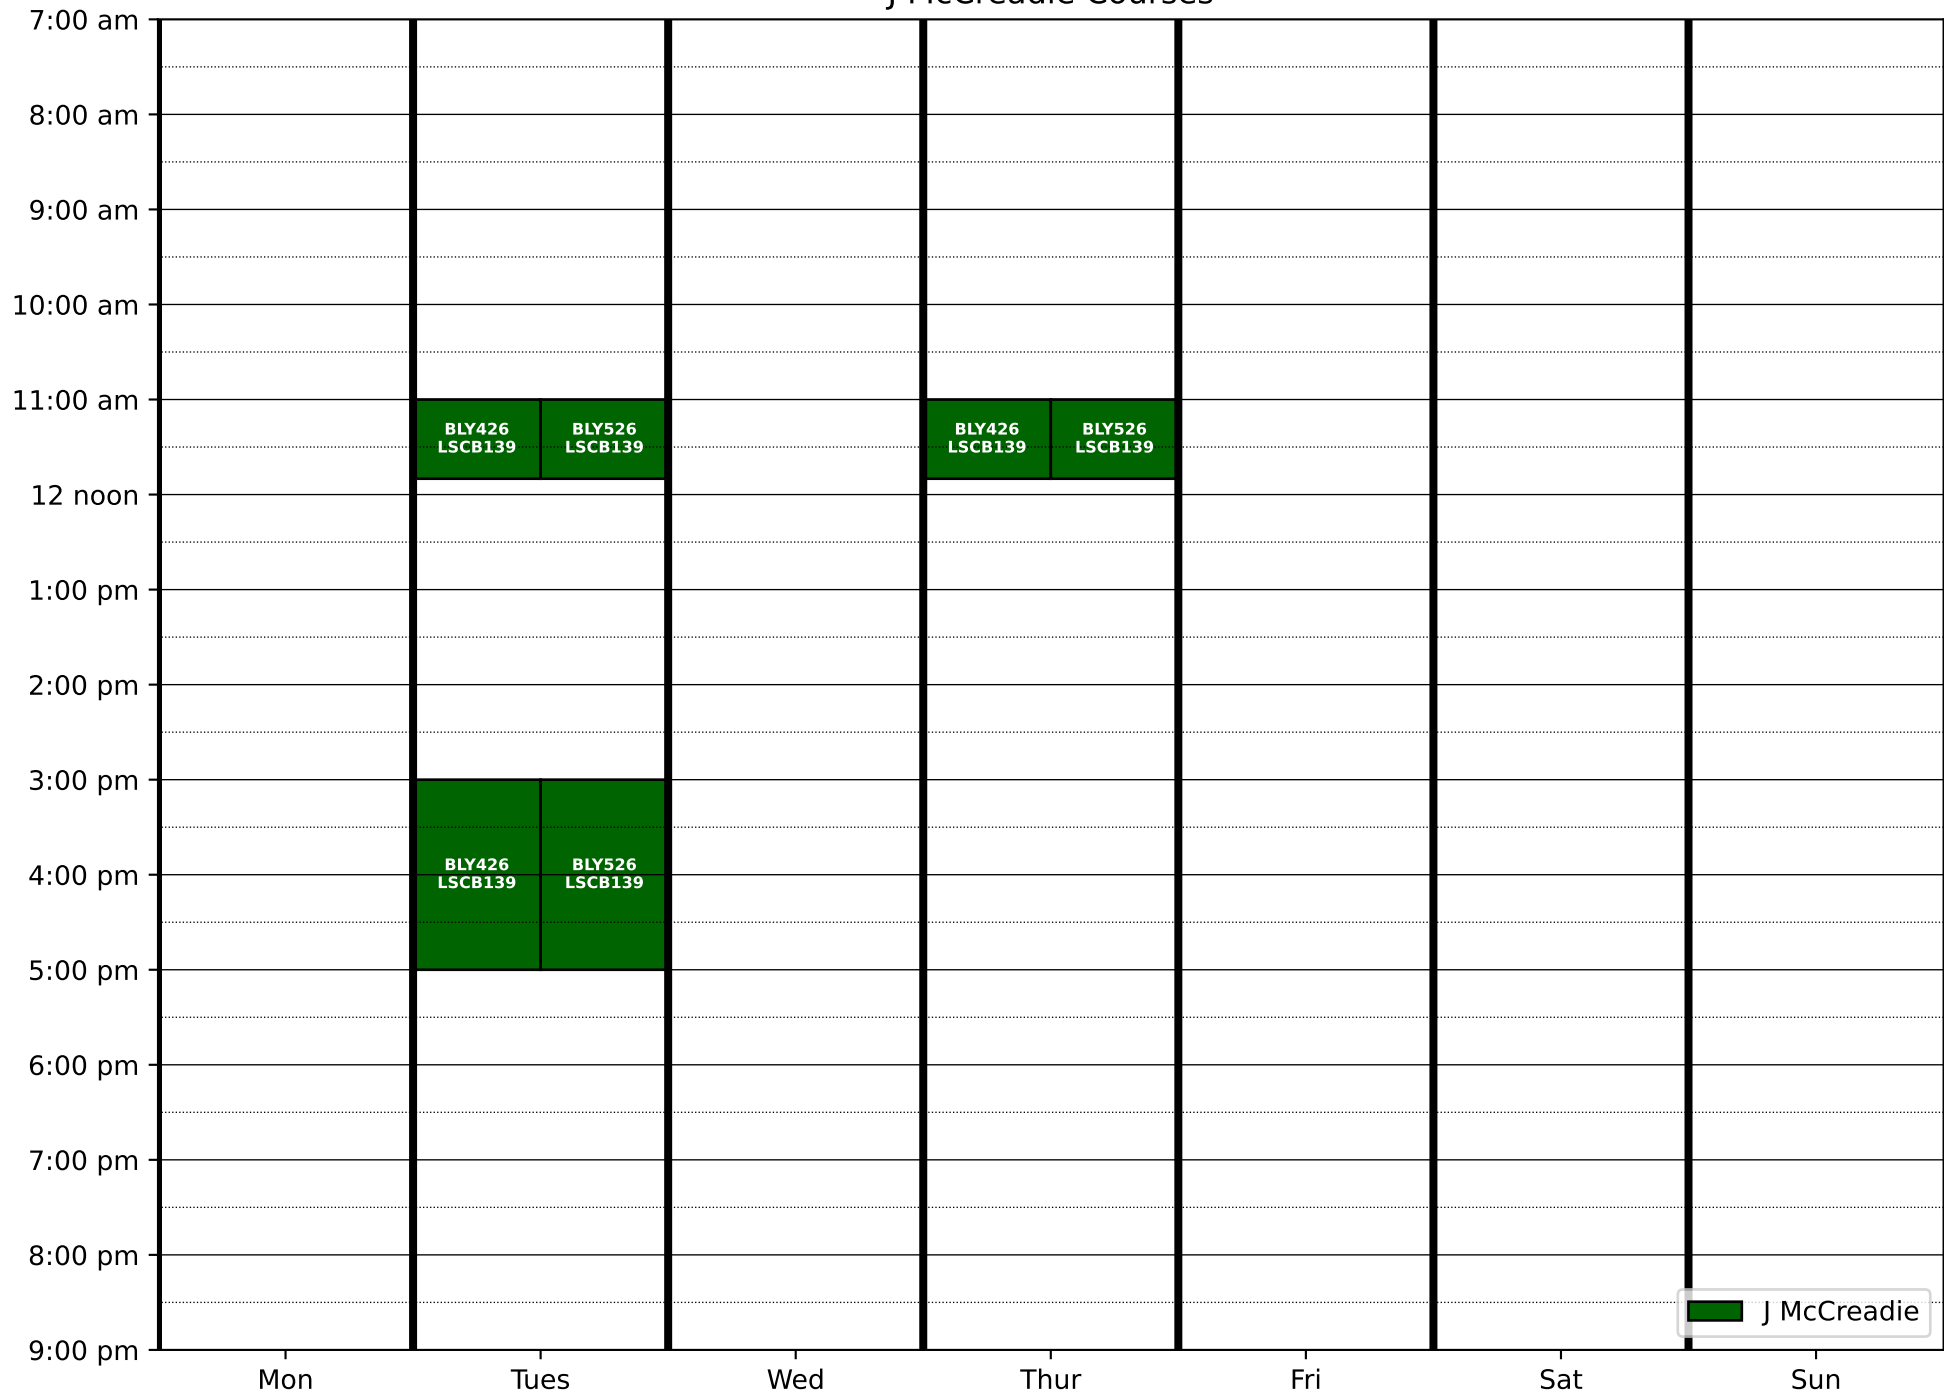 J McCreadie Courses
7:00 am
8:00 am
9:00 am
10:00 am
11:00 am
BLY426
LSCB139
BLY526
LSCB139
BLY426
LSCB139
BLY526
LSCB139
12 noon
1:00 pm
2:00 pm
3:00 pm
4:00 pm
BLY426
LSCB139
BLY526
LSCB139
5:00 pm
6:00 pm
7:00 pm
8:00 pm
J McCreadie
9:00 pm
Mon Tues Wed Thur Fri Sat Sun